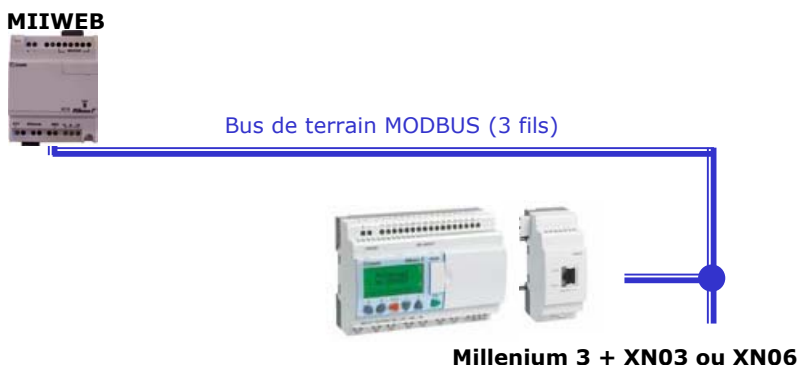 MIIWEB
Bus de terrain MODBUS (3 fils)
Millenium 3 + XN03 ou XN06